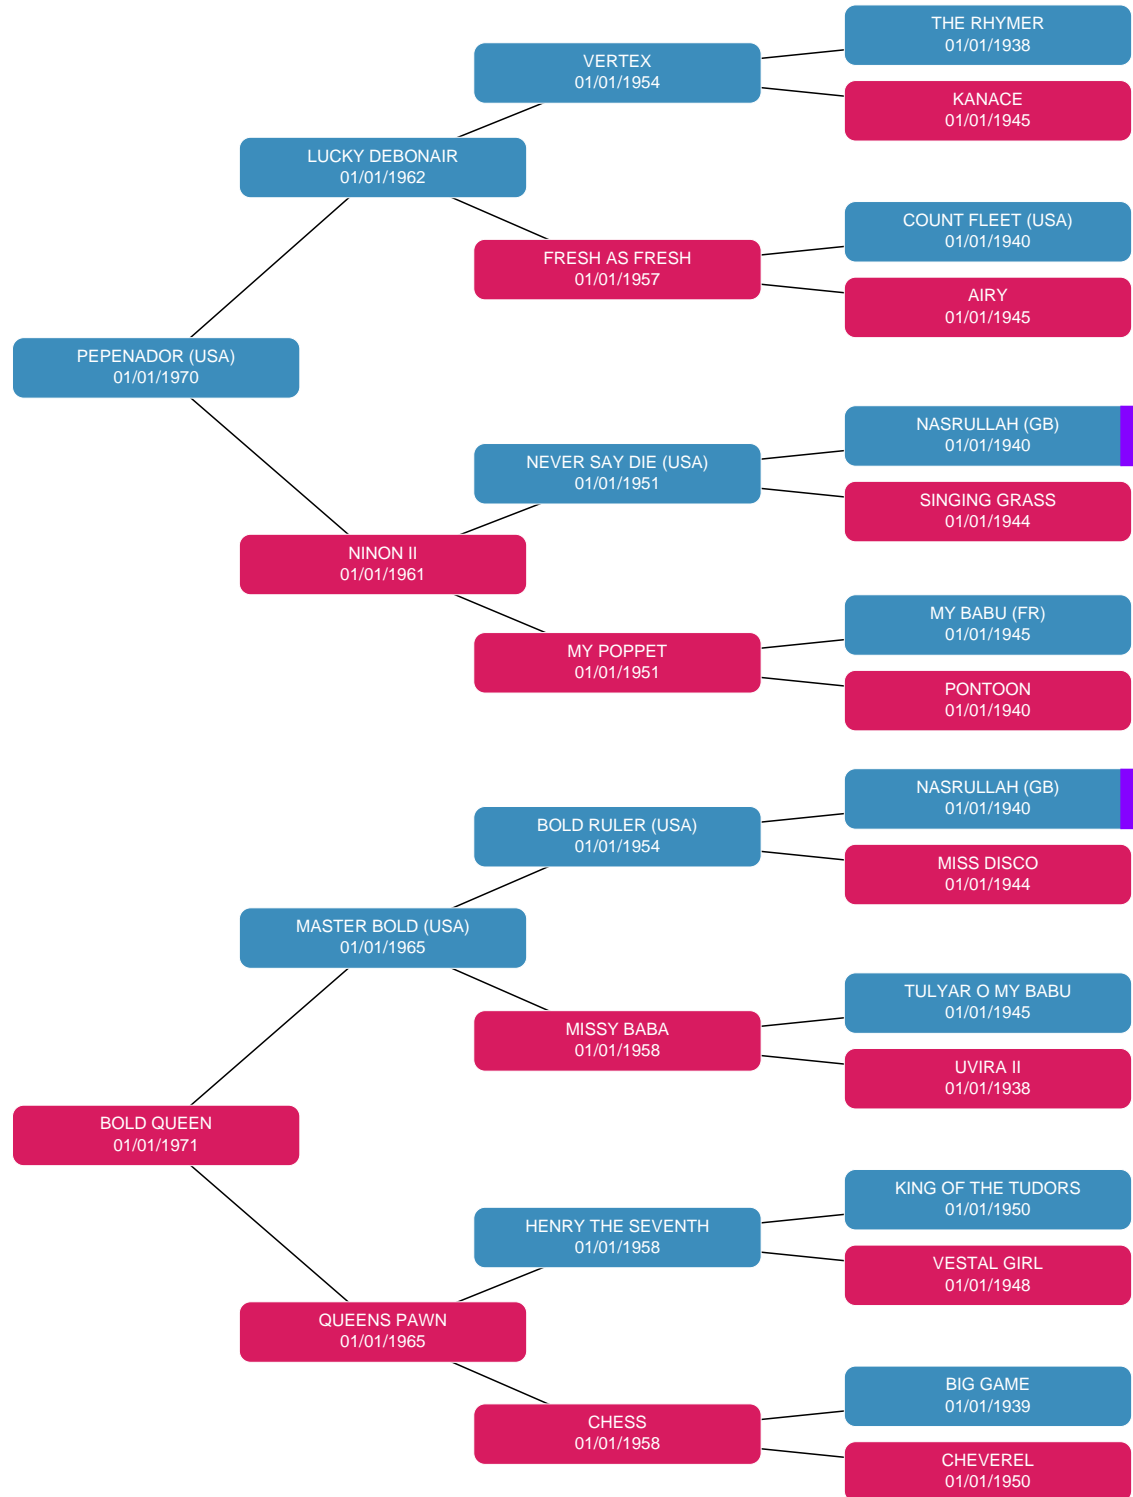 THE RHYMER
01/01/1938
VERTEX
01/01/1954
KANACE
01/01/1945
LUCKY DEBONAIR
01/01/1962
COUNT FLEET (USA)
01/01/1940
FRESH AS FRESH
01/01/1957
AIRY
01/01/1945
PEPENADOR (USA)
01/01/1970
NASRULLAH (GB)
01/01/1940
NEVER SAY DIE (USA)
01/01/1951
SINGING GRASS
01/01/1944
NINON II
01/01/1961
MY BABU (FR)
01/01/1945
MY POPPET
01/01/1951
PONTOON
01/01/1940
NASRULLAH (GB)
01/01/1940
BOLD RULER (USA)
01/01/1954
MISS DISCO
01/01/1944
MASTER BOLD (USA)
01/01/1965
TULYAR O MY BABU
01/01/1945
MISSY BABA
01/01/1958
UVIRA II
01/01/1938
BOLD QUEEN
01/01/1971
KING OF THE TUDORS
01/01/1950
HENRY THE SEVENTH
01/01/1958
VESTAL GIRL
01/01/1948
QUEENS PAWN
01/01/1965
BIG GAME
01/01/1939
CHESS
01/01/1958
CHEVEREL
01/01/1950